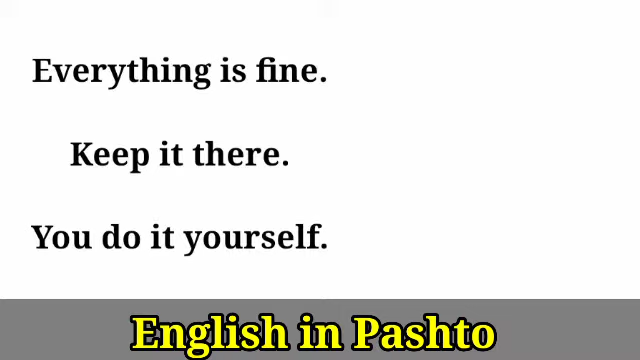 Everything is fine.
Keep it there.
You do it yourself.
English in Pashto